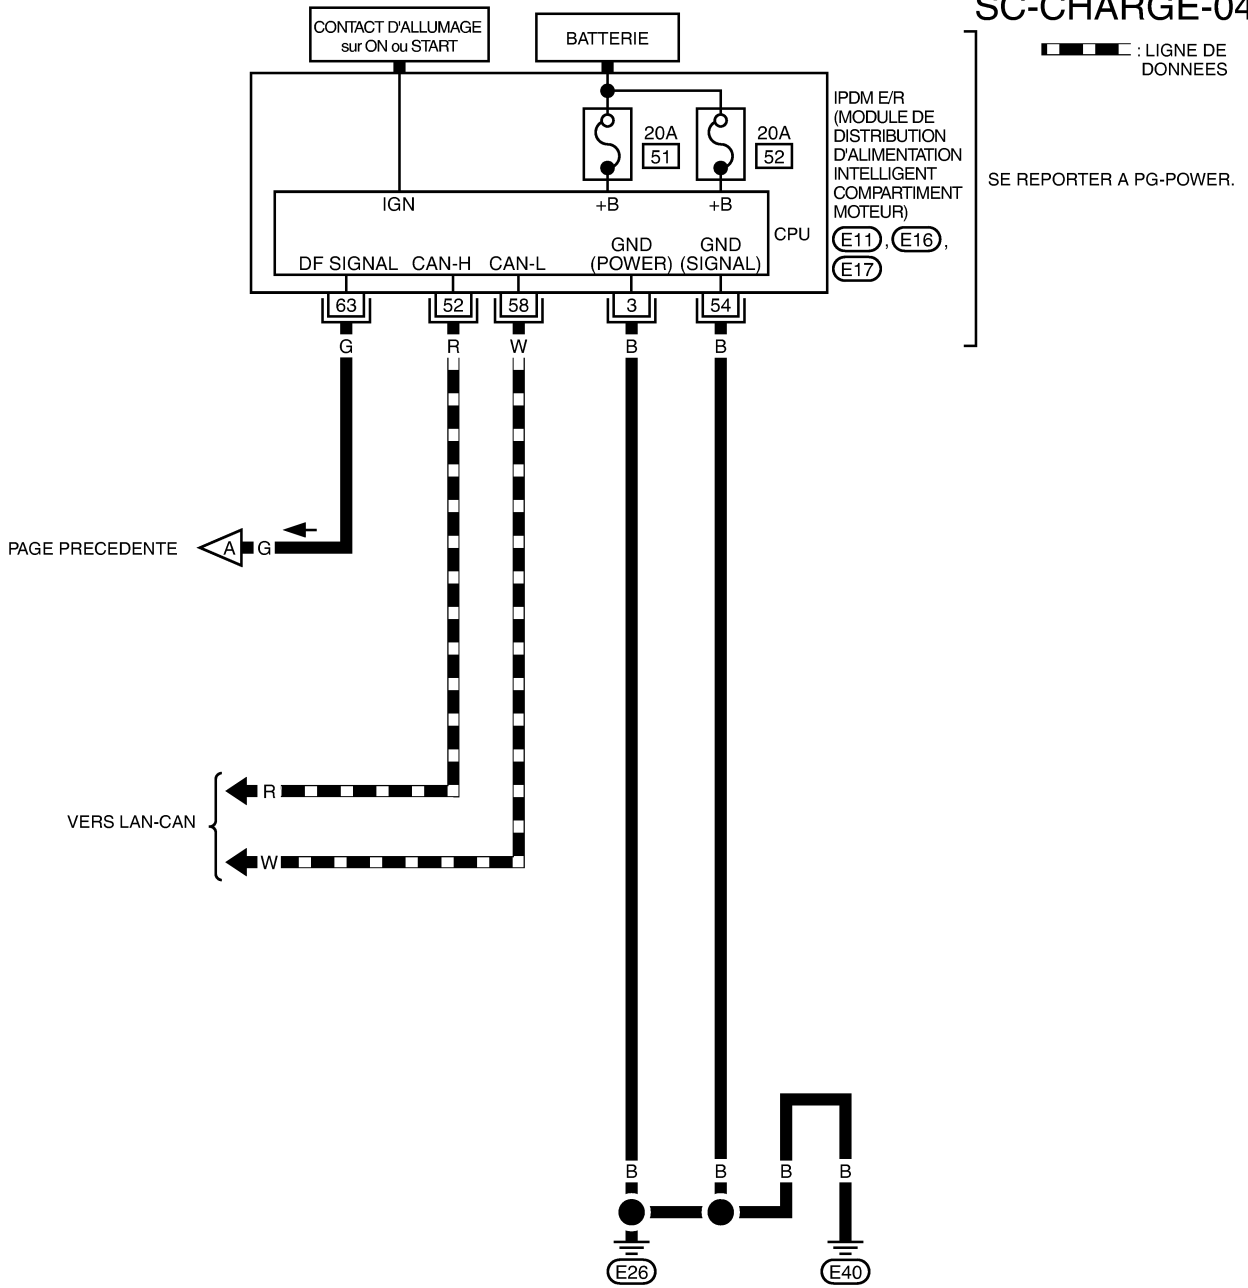 SC-CHARGE-04
CONTACT D'ALLUMAGE
sur ON ou START
BATTERIE
: LIGNE DE
DONNEES
IPDM E/R
(MODULE DE
DISTRIBUTION
D'ALIMENTATION
INTELLIGENT
COMPARTIMENT
MOTEUR)
E11 , E16 ,
E17
SE REPORTER A PG-POWER.
20A
51
20A
52
IGN
+B
+B
CPU
DF SIGNAL
CAN-H
CAN-L
GND
(POWER)
GND
(SIGNAL)
63
52
58
3
54
G
R
W
B
B
PAGE PRECEDENTE
A
G
VERS LAN-CAN
R
W
B
B
B
B
E26
E40